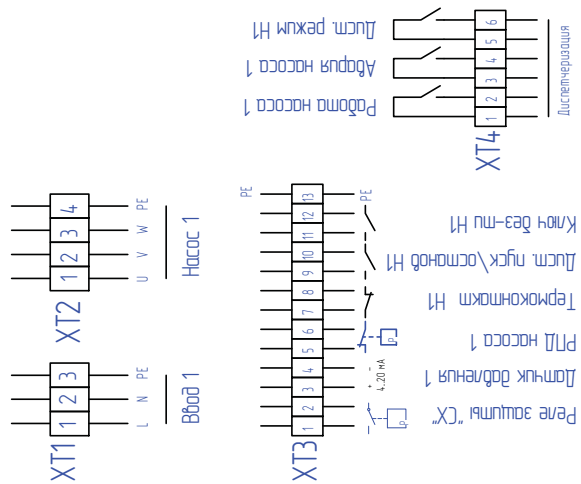 XT1
1 2 3
L N PE
Ввод 1
XT2
1 2 3 4
U V W PE
Насос 1
XT3
1 2 3 4 5 6 7 8 9 10 11 12 13
PE
PE
P
+ -
4..20 мА
P
Реле защиты "СХ"
Датчик давления 1
РПД насоса 1
Термоконтакт Н1
Дист. пуск/останов Н1
Ключ без-ти Н1
XT4
1 2 3 4 5 6
Работа насоса 1
Авария насоса 1
Дист. режим Н1
Диспетчеризация